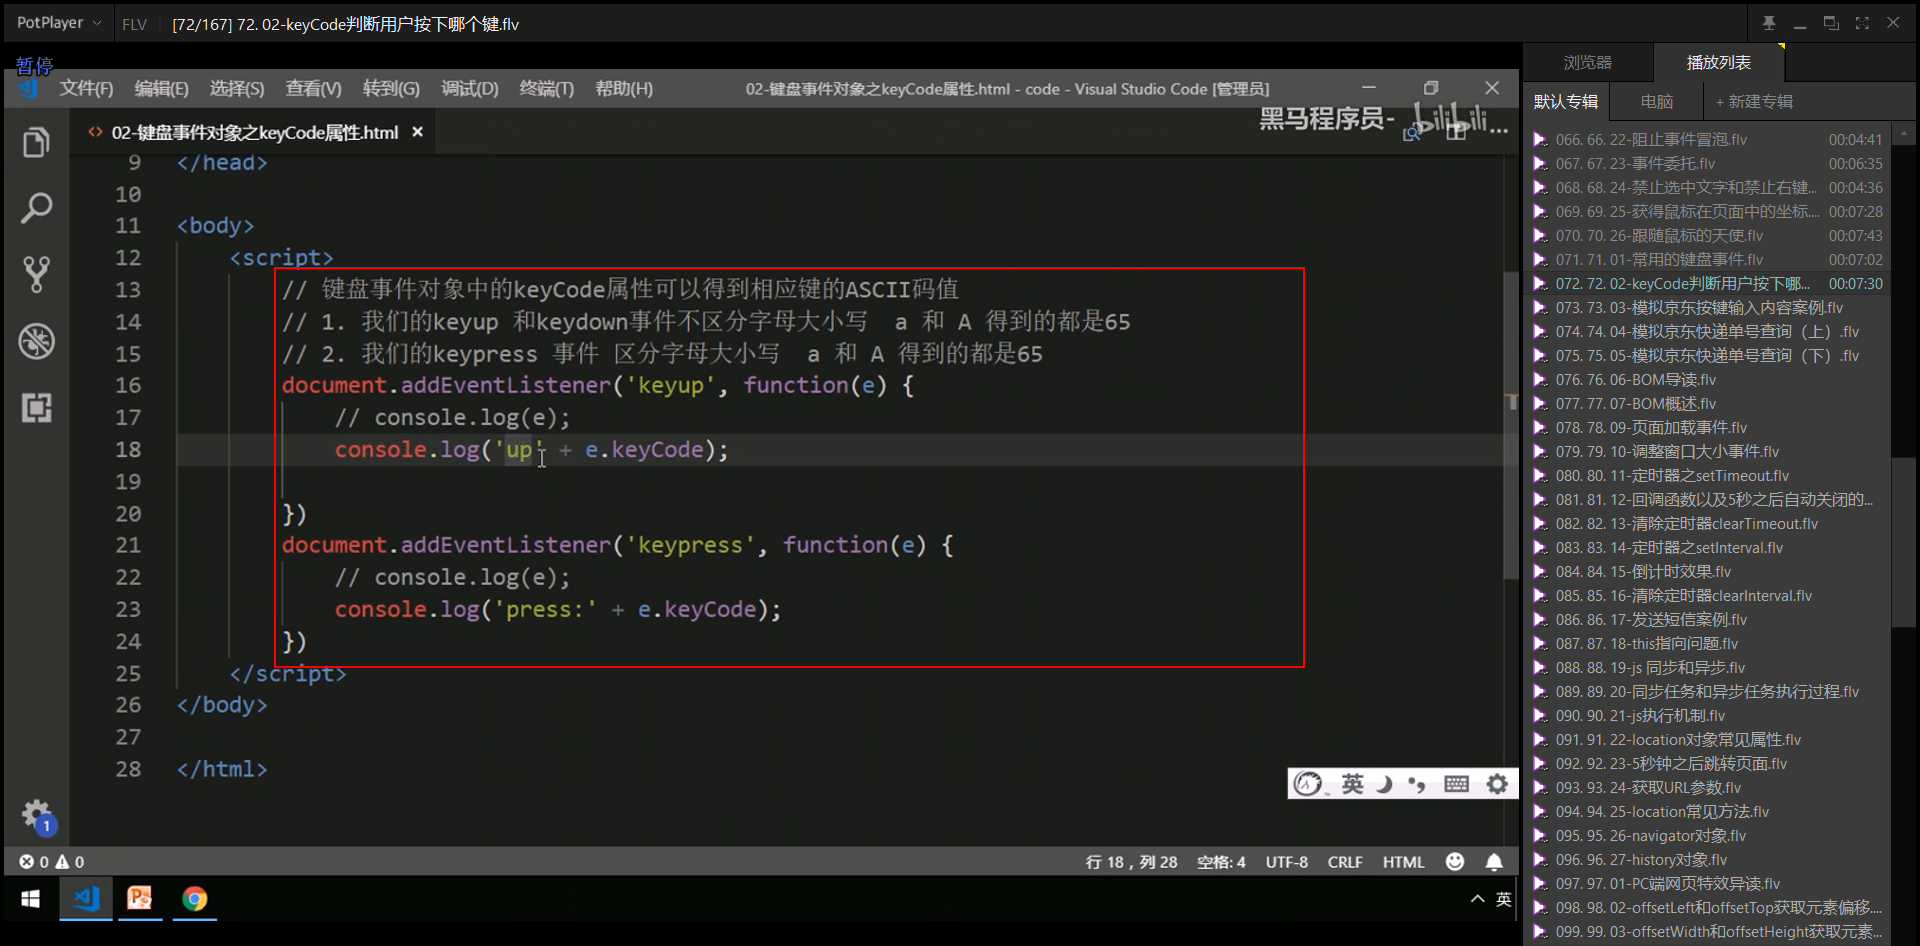 PotPlayer
FLV
[72/167] 72. 02-keyCode判断用户按下哪个键.flv
暂停
文件(F) 编辑(E) 选择(S) 查看(V) 转到(G) 调试(D) 终端(T) 帮助(H)
02-键盘事件对象之keyCode属性.html - code - Visual Studio Code [管理员]
02-键盘事件对象之keyCode属性.html
黑马程序员- bilibili
9 </head>
10
11 <body>
12 <script>
13 // 键盘事件对象中的keyCode属性可以得到相应键的ASCII码值
14 // 1. 我们的keyup 和keydown事件不区分字母大小写 a 和 A 得到的都是65
15 // 2. 我们的keypress 事件 区分字母大小写 a 和 A 得到的都是65
16 document.addEventListener('keyup', function(e) {
17 // console.log(e);
18 console.log('up' + e.keyCode);
19
20 })
21 document.addEventListener('keypress', function(e) {
22 // console.log(e);
23 console.log('press:' + e.keyCode);
24 })
25 </script>
26 </body>
27
28 </html>
英
1
0 0
行 18，列 28 空格: 4 UTF-8 CRLF HTML
英
浏览器 播放列表
默认专辑 电脑 + 新建专辑
066. 66. 22-阻止事件冒泡.flv 00:04:41
067. 67. 23-事件委托.flv 00:06:35
068. 68. 24-禁止选中文字和禁止右键... 00:04:36
069. 69. 25-获得鼠标在页面中的坐标.... 00:07:28
070. 70. 26-跟随鼠标的天使.flv 00:07:43
071. 71. 01-常用的键盘事件.flv 00:07:02
072. 72. 02-keyCode判断用户按下哪... 00:07:30
073. 73. 03-模拟京东按键输入内容案例.flv
074. 74. 04-模拟京东快递单号查询（上）.flv
075. 75. 05-模拟京东快递单号查询（下）.flv
076. 76. 06-BOM导读.flv
077. 77. 07-BOM概述.flv
078. 78. 09-页面加载事件.flv
079. 79. 10-调整窗口大小事件.flv
080. 80. 11-定时器之setTimeout.flv
081. 81. 12-回调函数以及5秒之后自动关闭的...
082. 82. 13-清除定时器clearTimeout.flv
083. 83. 14-定时器之setInterval.flv
084. 84. 15-倒计时效果.flv
085. 85. 16-清除定时器clearInterval.flv
086. 86. 17-发送短信案例.flv
087. 87. 18-this指向问题.flv
088. 88. 19-js 同步和异步.flv
089. 89. 20-同步任务和异步任务执行过程.flv
090. 90. 21-js执行机制.flv
091. 91. 22-location对象常见属性.flv
092. 92. 23-5秒钟之后跳转页面.flv
093. 93. 24-获取URL参数.flv
094. 94. 25-location常见方法.flv
095. 95. 26-navigator对象.flv
096. 96. 27-history对象.flv
097. 97. 01-PC端网页特效异读.flv
098. 98. 02-offsetLeft和offsetTop获取元素偏移....
099. 99. 03-offsetWidth和offsetHeight获取元素...